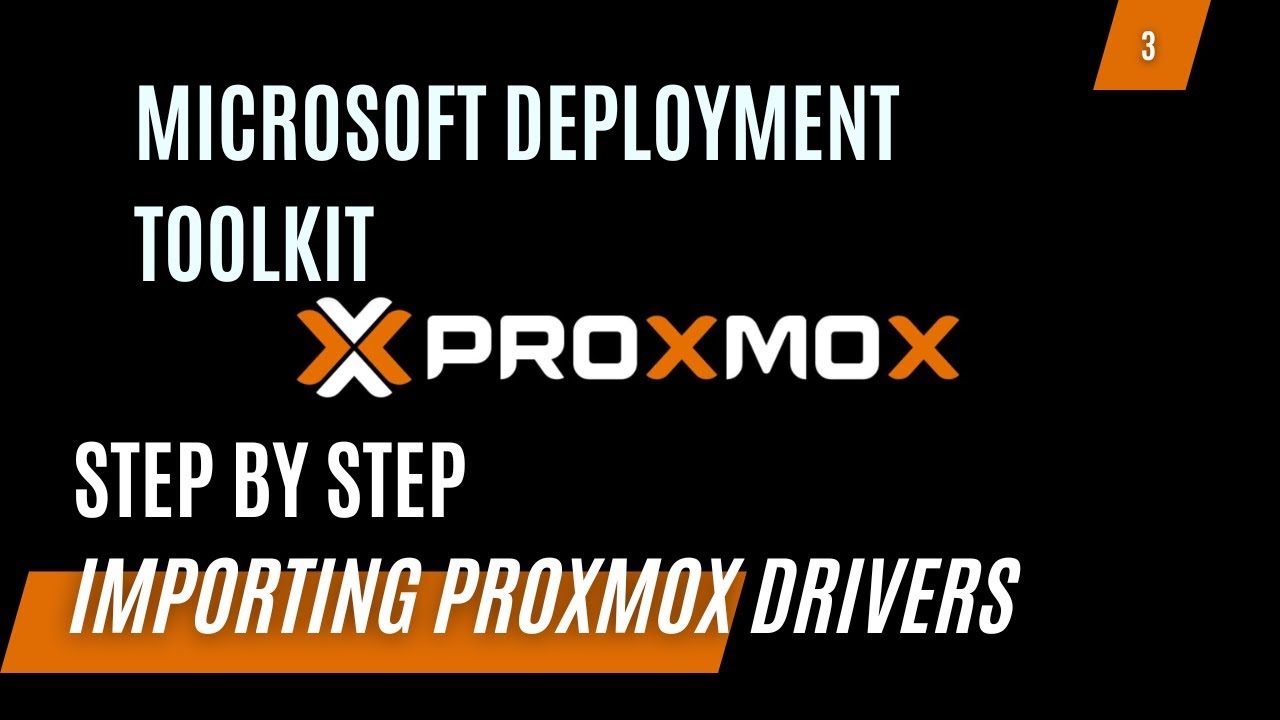 3
MICROSOFT DEPLOYMENT
TOOLKIT
PROXMOX
STEP BY STEP
IMPORTING PROXMOX DRIVERS